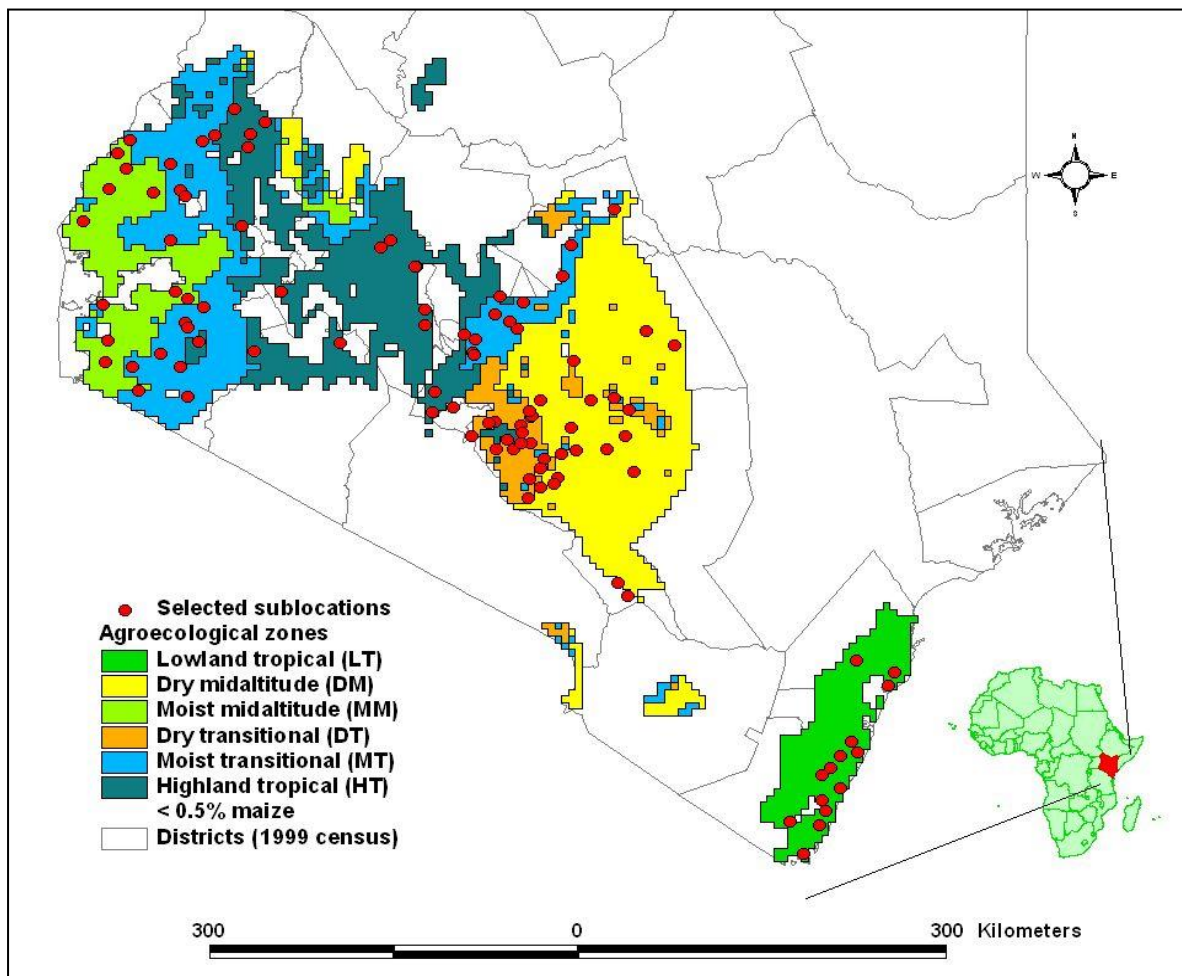 N
W E
S
Selected sublocations
Agroecological zones
Lowland tropical (LT)
Dry midaltitude (DM)
Moist midaltitude (MM)
Dry transitional (DT)
Moist transitional (MT)
Highland tropical (HT)
< 0.5% maize
Districts (1999 census)
300 0 300 Kilometers